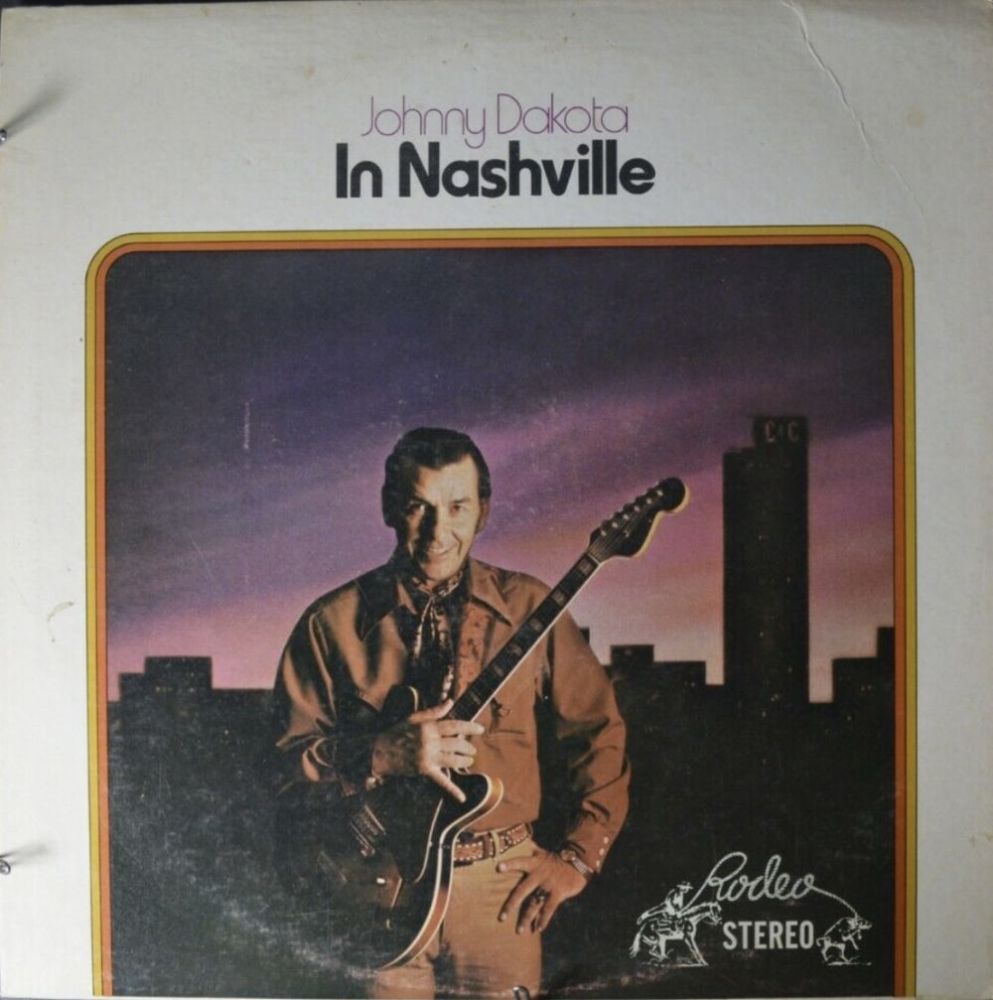 Johnny Dakota
In Nashville
C&C
Rodeo
STEREO